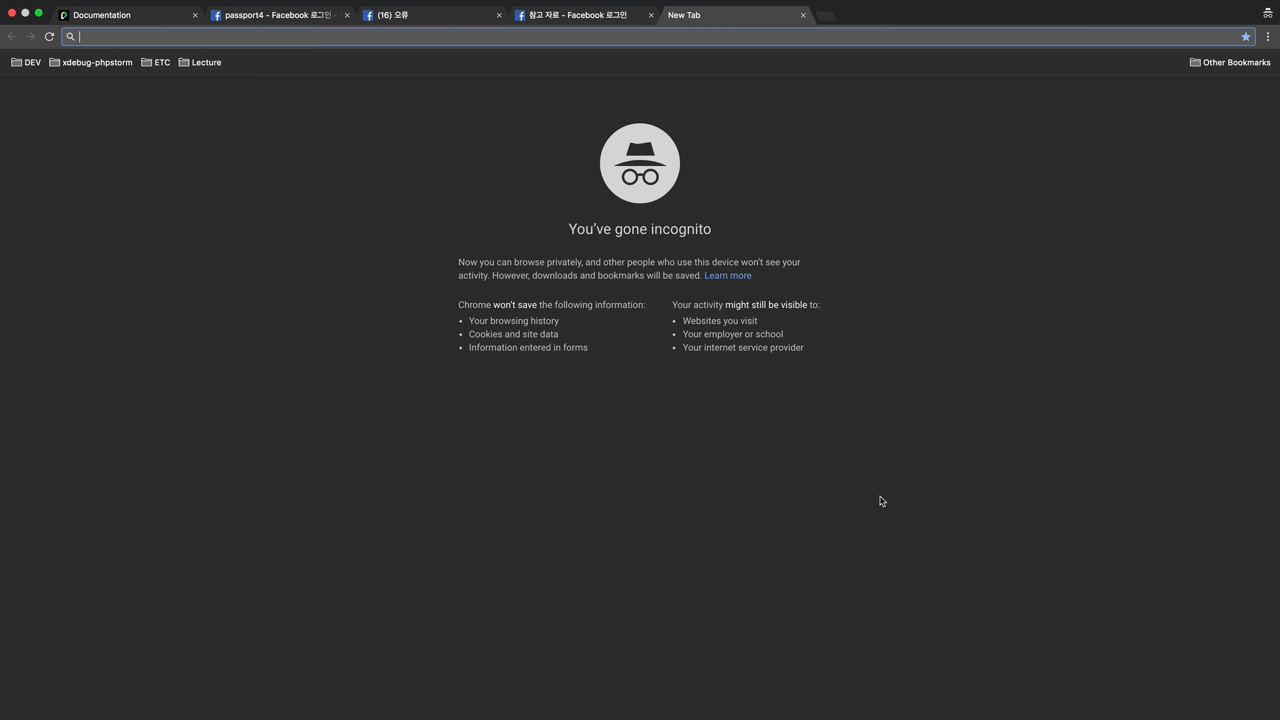 Documentation
passport4 - Facebook 로그인 -
(16) 오류
참고 자료 - Facebook 로그인
New Tab
DEV
xdebug-phpstorm
ETC
Lecture
Other Bookmarks
You've gone incognito
Now you can browse privately, and other people who use this device won't see your
activity. However, downloads and bookmarks will be saved. Learn more
Chrome won't save the following information:
• Your browsing history
• Cookies and site data
• Information entered in forms
Your activity might still be visible to:
• Websites you visit
• Your employer or school
• Your internet service provider